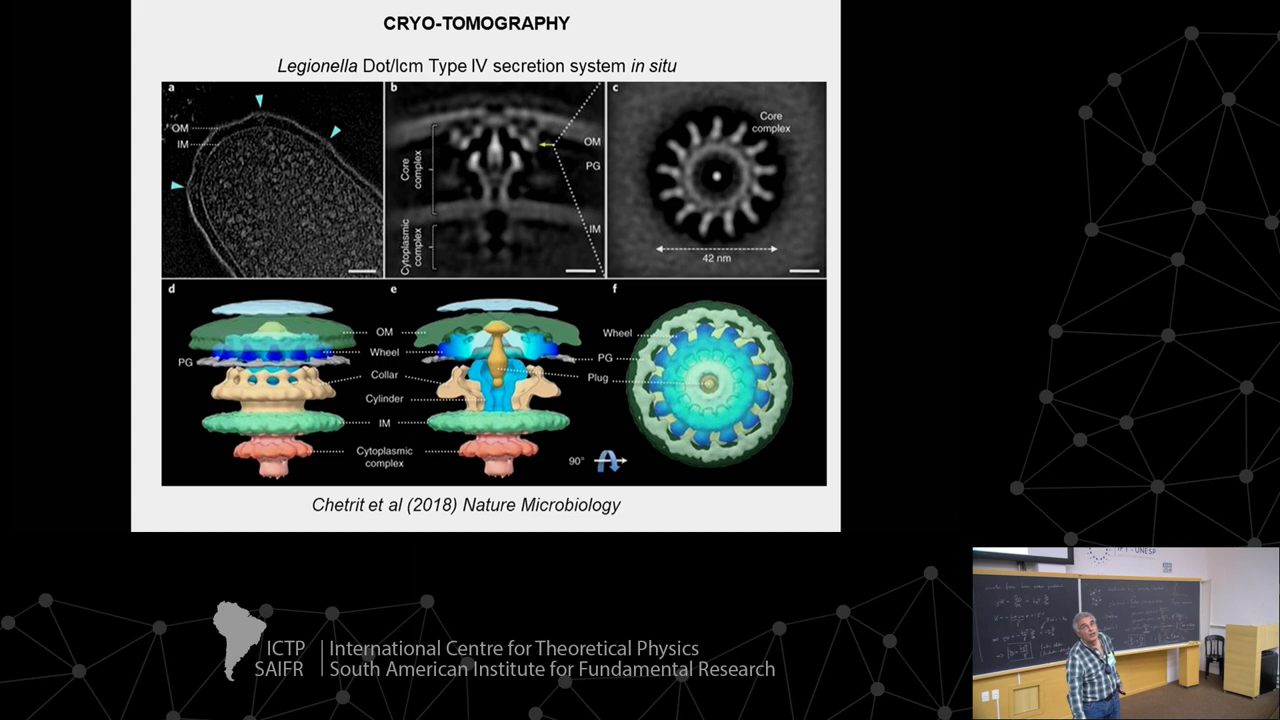 CRYO-TOMOGRAPHY
Legionella Dot/Icm Type IV secretion system in situ
a
OM
IM
b
Core complex
Cytoplasmic complex
OM
PG
IM
c
Core
complex
42 nm
d
e
f
OM
Wheel
PG
Collar
Cylinder
IM
Cytoplasmic
complex
Wheel
PG
Plug
90°
Chetrit et al (2018) Nature Microbiology
ICTP | International Centre for Theoretical Physics
SAIFR | South American Institute for Fundamental Research
IFT - UNESP